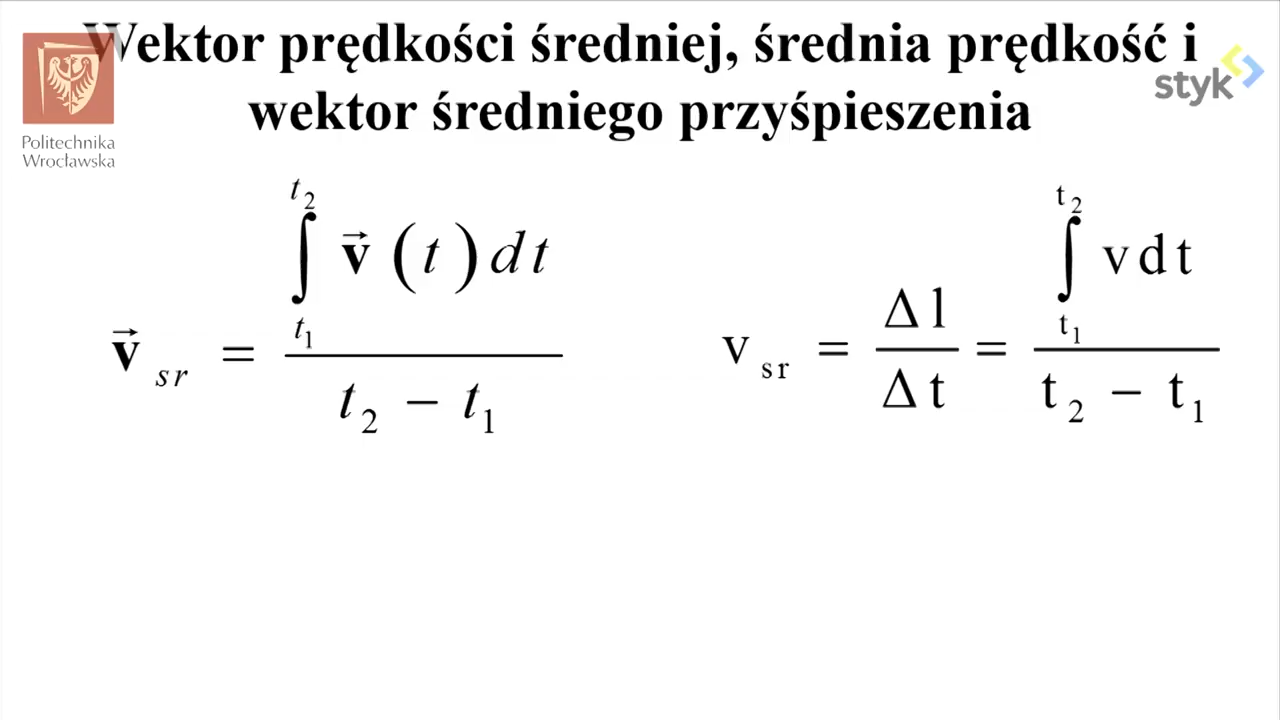 Wektor prędkości średniej, średnia prędkość i
wektor średniego przyśpieszenia
Politechnika
Wrocławska
styk
t₂
∫ v⃗ (t) dt
t₁
v⃗ sr = ———
t₂ − t₁
t₂
∫ v dt
t₁
v sr = Δl / Δt = ———
t₂ − t₁